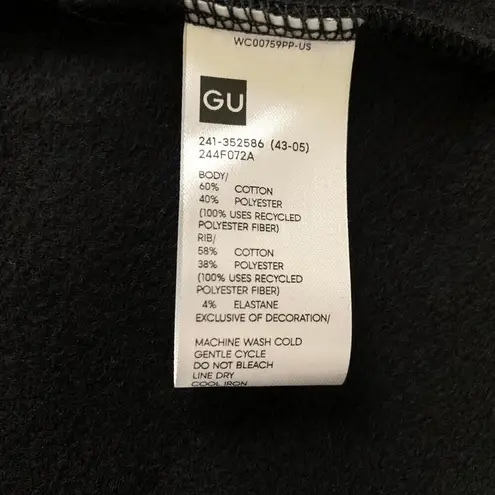 WC00759PP-US
GU
241-352586 (43-05)
244F072A
BODY/
60% COTTON
40% POLYESTER
(100% USES RECYCLED
POLYESTER FIBER)
RIB/
58% COTTON
38% POLYESTER
(100% USES RECYCLED
POLYESTER FIBER)
4% ELASTANE
EXCLUSIVE OF DECORATION/
MACHINE WASH COLD
GENTLE CYCLE
DO NOT BLEACH
LINE DRY
COOL IRON